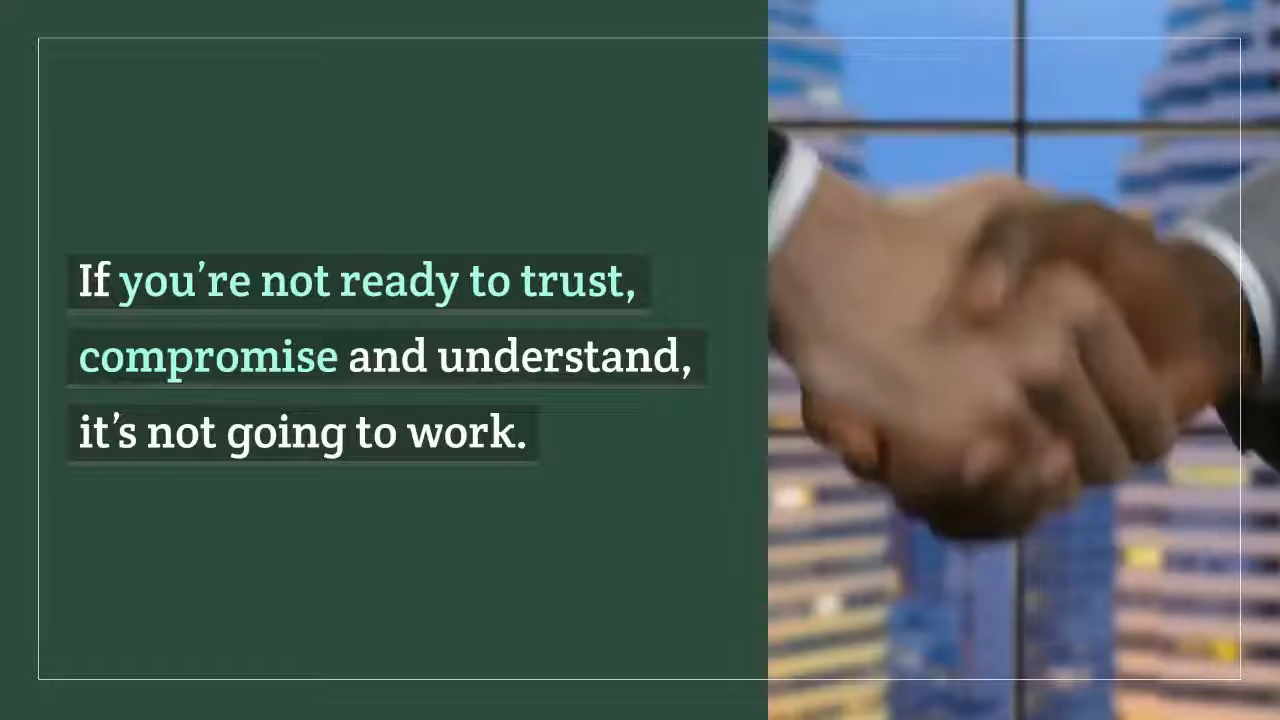 If you’re not ready to trust,
compromise and understand,
it’s not going to work.